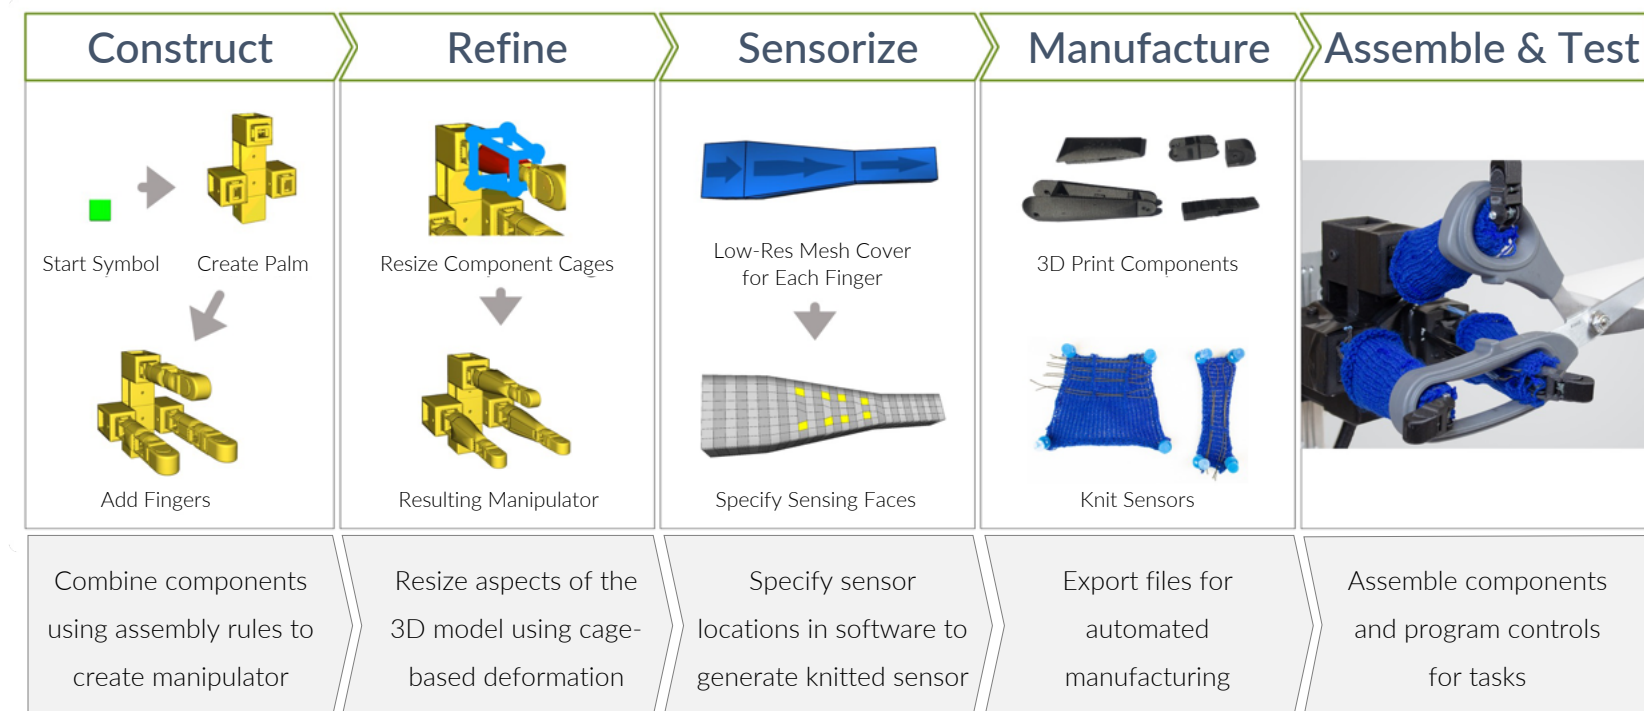 Construct
Refine
Sensorize
Manufacture
Assemble & Test
Start Symbol
Create Palm
Add Fingers
Resize Component Cages
Resulting Manipulator
Low-Res Mesh Cover
for Each Finger
Specify Sensing Faces
3D Print Components
Knit Sensors
Combine components
using assembly rules to
create manipulator
Resize aspects of the
3D model using cage-
based deformation
Specify sensor
locations in software to
generate knitted sensor
Export files for
automated
manufacturing
Assemble components
and program controls
for tasks